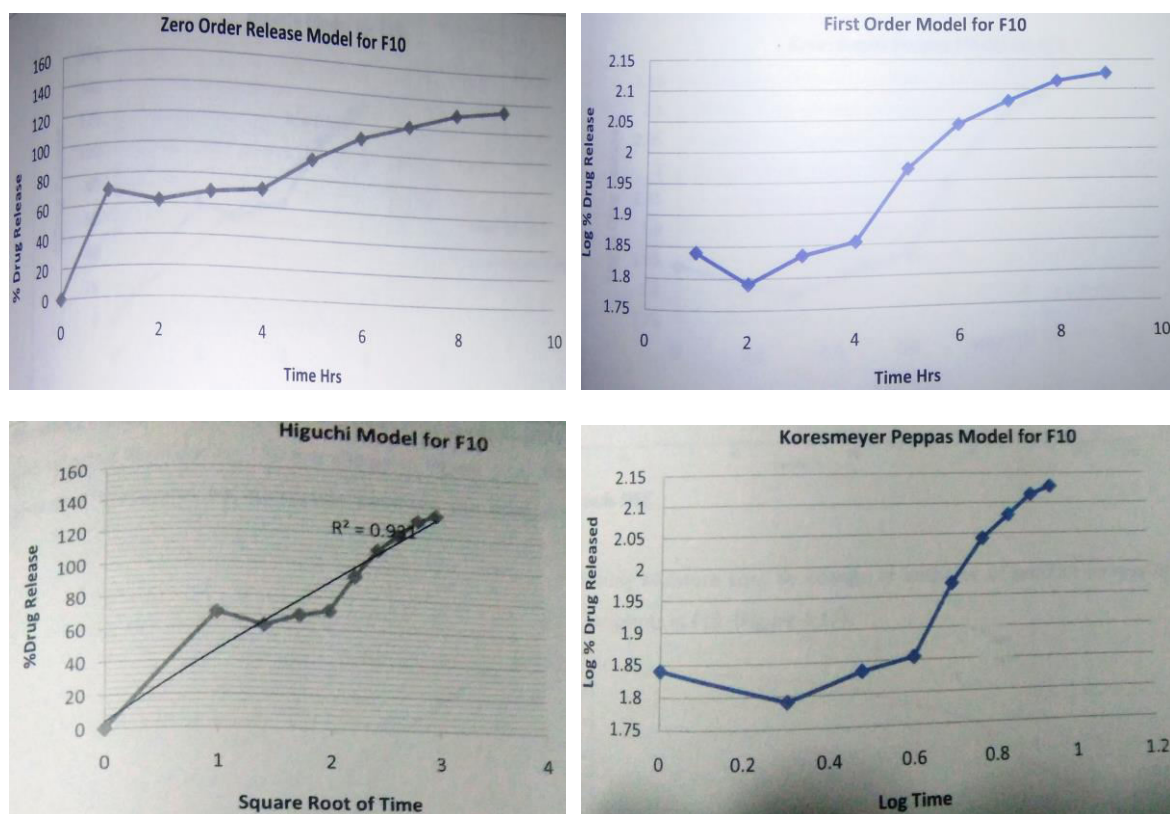 Zero Order Release Model for F10
160
140
120
100
80
60
40
20
0
% Drug Release
0 2 4 6 8 10
Time Hrs
First Order Model for F10
2.15
2.1
2.05
2
1.95
1.9
1.85
1.8
1.75
Log % Drug Release
0 2 4 6 8 10
Time Hrs
Higuchi Model for F10
160
140
120
100
80
60
40
20
0
%Drug Release
R² = 0.931
0 1 2 3 4
Square Root of Time
Koresmeyer Peppas Model for F10
2.15
2.1
2.05
2
1.95
1.9
1.85
1.8
1.75
Log % Drug Released
0 0.2 0.4 0.6 0.8 1 1.2
Log Time